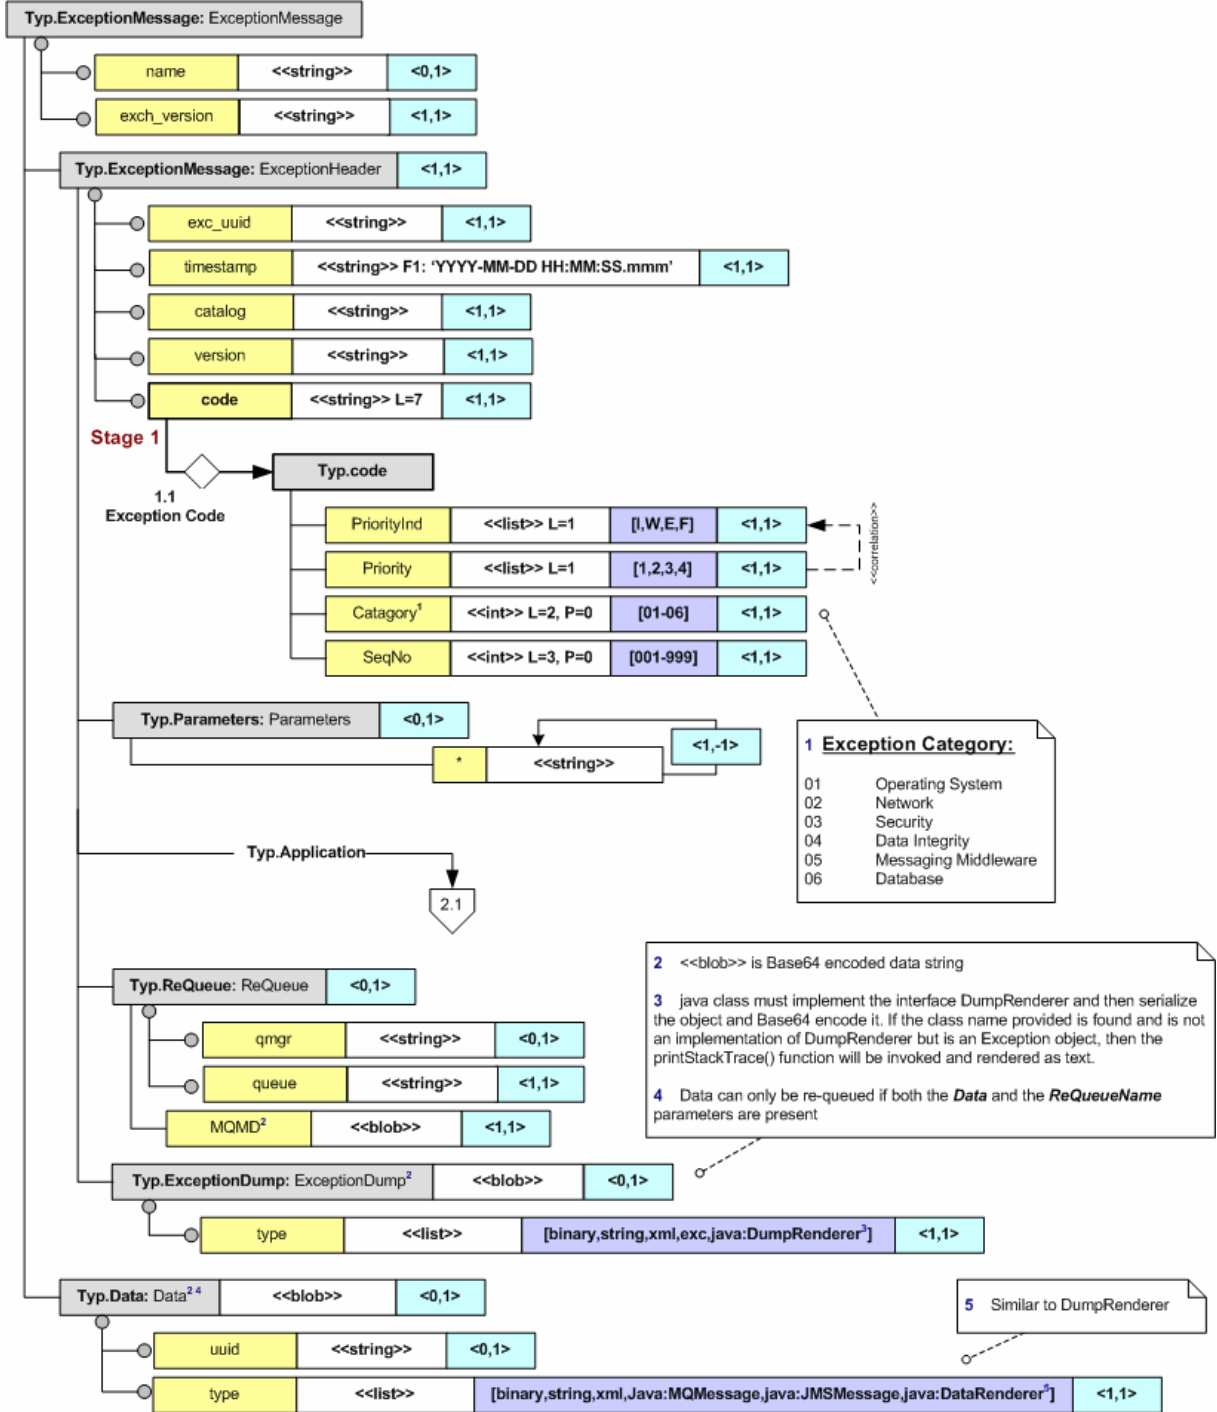 Typ.ExceptionMessage: ExceptionMessage
name <<string>> <0,1>
exch_version <<string>> <1,1>
Typ.ExceptionMessage: ExceptionHeader <1,1>
exc_uuid <<string>> <1,1>
timestamp <<string>> F1: ‘YYYY-MM-DD HH:MM:SS.mmm’ <1,1>
catalog <<string>> <1,1>
version <<string>> <1,1>
code <<string>> L=7 <1,1>
Stage 1
Typ.code
1.1
Exception Code
PriorityInd <<list>> L=1 [I,W,E,F] <1,1>
<<correlation>>
Priority <<list>> L=1 [1,2,3,4] <1,1>
Catagory1 <<int>> L=2, P=0 [01-06] <1,1>
SeqNo <<int>> L=3, P=0 [001-999] <1,1>
Typ.Parameters: Parameters <0,1>
* <<string>> <1,-1>
1 Exception Category:
01 Operating System
02 Network
03 Security
04 Data Integrity
05 Messaging Middleware
06 Database
Typ.Application
2.1
2 <<blob>> is Base64 encoded data string
3 java class must implement the interface DumpRenderer and then serialize
the object and Base64 encode it. If the class name provided is found and is not
an implementation of DumpRenderer but is an Exception object, then the
printStackTrace() function will be invoked and rendered as text.
4 Data can only be re-queued if both the Data and the ReQueueName
parameters are present
Typ.ReQueue: ReQueue <0,1>
qmgr <<string>> <0,1>
queue <<string>> <1,1>
MQMD2 <<blob>> <1,1>
Typ.ExceptionDump: ExceptionDump2 <<blob>> <0,1>
type <<list>> [binary,string,xml,exc,java:DumpRenderer3] <1,1>
Typ.Data: Data2 4 <<blob>> <0,1>
5 Similar to DumpRenderer
uuid <<string>> <0,1>
type <<list>> [binary,string,xml,Java:MQMessage,java:JMSMessage,java:DataRenderer5] <1,1>